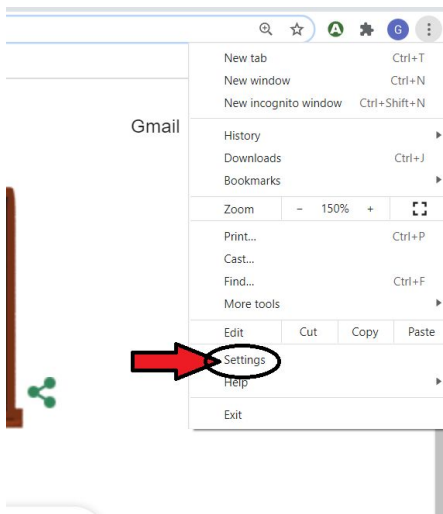 G
New tab Ctrl+T
New window Ctrl+N
New incognito window Ctrl+Shift+N
Gmail
History
Downloads Ctrl+J
Bookmarks
Zoom - 150% +
Print... Ctrl+P
Cast...
Find... Ctrl+F
More tools
Edit Cut Copy Paste
Settings
Help
Exit